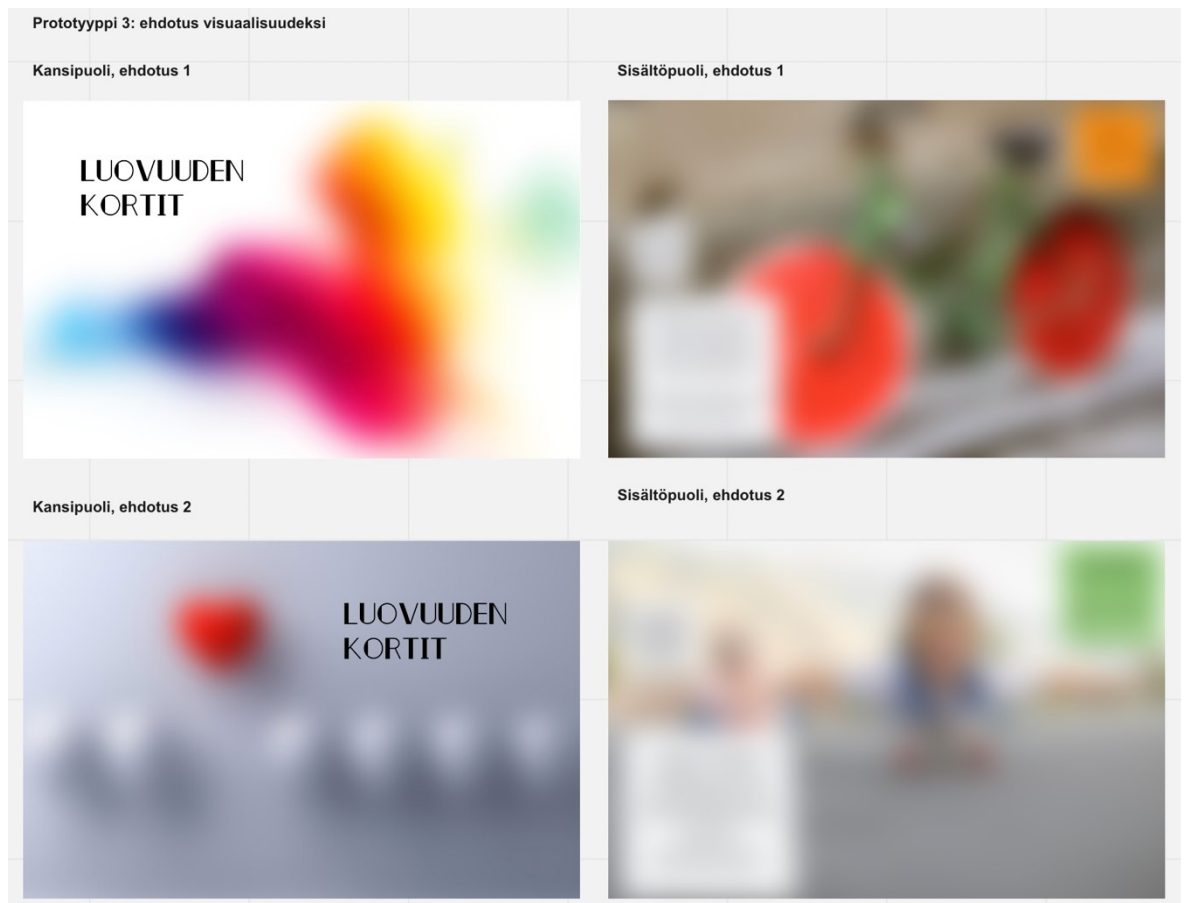 Prototyyppi 3: ehdotus visuaalisuudeksi
Kansipuoli, ehdotus 1
Sisältöpuoli, ehdotus 1
LUOVUUDEN
KORTIT
Kansipuoli, ehdotus 2
Sisältöpuoli, ehdotus 2
LUOVUUDEN
KORTIT